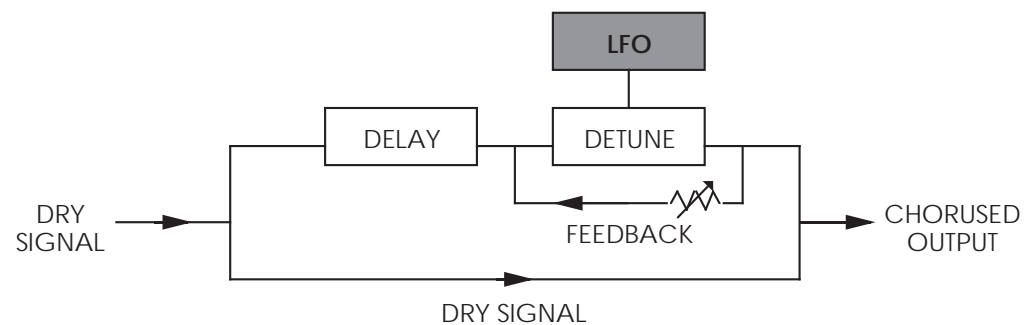 LFO
DELAY
DETUNE
FEEDBACK
DRY
SIGNAL
CHORUSED
OUTPUT
DRY SIGNAL